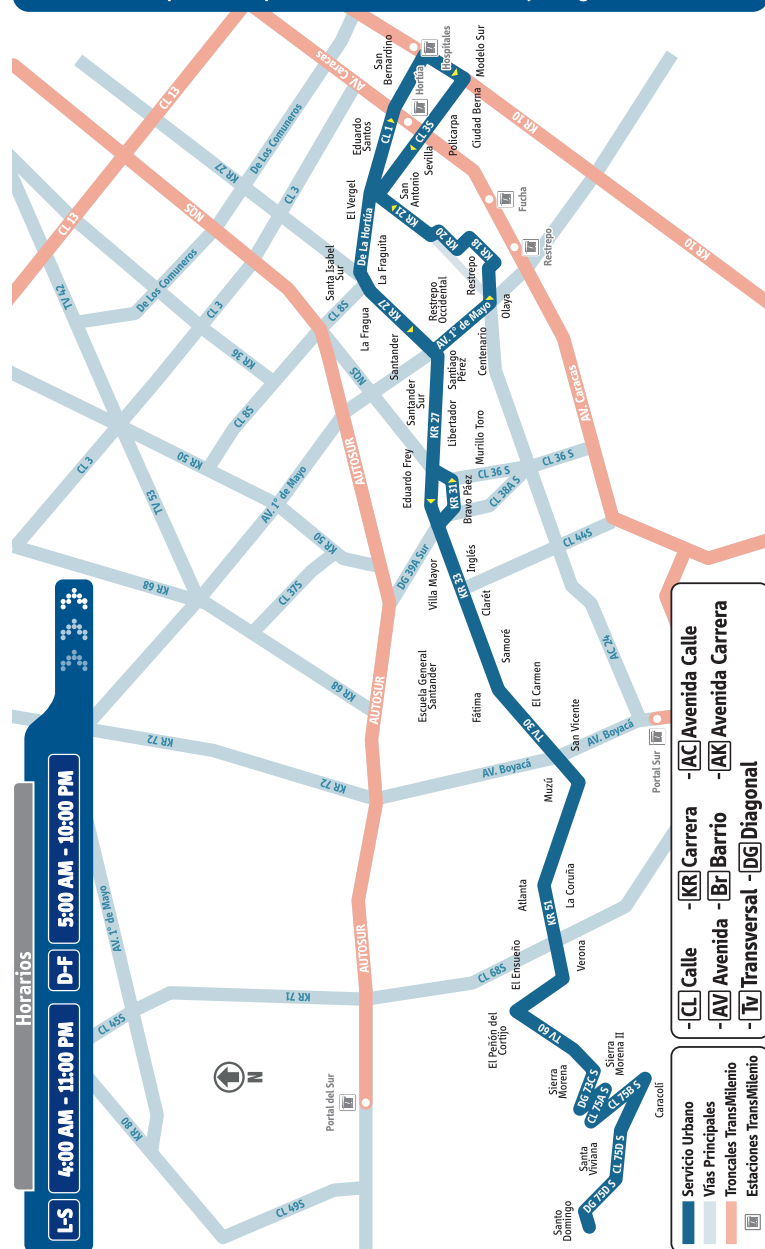 Horarios
L-S
4:00 AM - 11:00 PM
D-F
5:00 AM - 10:00 PM
CL 13
CL 13
AV. Caracas
San
Bernardino
Hospitales
Hortúa
Modelo Sur
KR 10
KR 10
Ciudad Berna
Policarpa
Sevilla
CL 3S
CL 1
Eduardo
Santos
De Los Comuneros
KR 27
CL 3
NQS
El Vergel
San
Antonio
KR 21
KR 20
KR 18
Fucha
Restrepo
De La Hortúa
La Fraguita
Santa Isabel
Sur
CL 8S
La Fragua
KR 27
Restrepo
Occidental
Restrepo
Olaya
AV. 1° de Mayo
Centenario
Santander
Santiago
Pérez
TV 42
De Los Comuneros
CL 3
KR 36
CL 8S
NQS
Santander
Sur
KR 27
Libertador
Murillo Toro
AV. Caracas
CL 3
KR 50
TV 53
AV. 1° de Mayo
AUTOSUR
Eduardo Frey
KR 31
Bravo Páez
CL 36 S
CL 36 S
CL 38A S
KR 50
CL 37S
KR 68
DG 39A Sur
Villa Mayor
KR 33
Inglés
Clarét
CL 44S
Samoré
AC 24
KR 68
Escuela General
Santander
Fátima
El Carmen
AUTOSUR
TV 30
San Vicente
KR 72
KR 72
AV. Boyacá
AV. Boyacá
Portal Sur
Muzú
Atlanta
KR 51
La Coruña
AV. 1° de Mayo
AUTOSUR
El Ensueño
Verona
CL 68S
KR 71
CL 45S
El Peñón del
Cortijo
TV 60
N
Portal del Sur
KR 80
CL 49S
Sierra
Morena
DG 73C S
Sierra
Morena II
CL 75A S
CL 75B S
Caracolí
Santa
Viviana
CL 75D S
DG 75D S
Santo
Domingo
Servicio Urbano
Vías Principales
Troncales TransMilenio
Estaciones TransMilenio
- CL Calle
- KR Carrera
- AC Avenida Calle
- AV Avenida
- Br Barrio
- AK Avenida Carrera
- Tv Transversal
- DG Diagonal